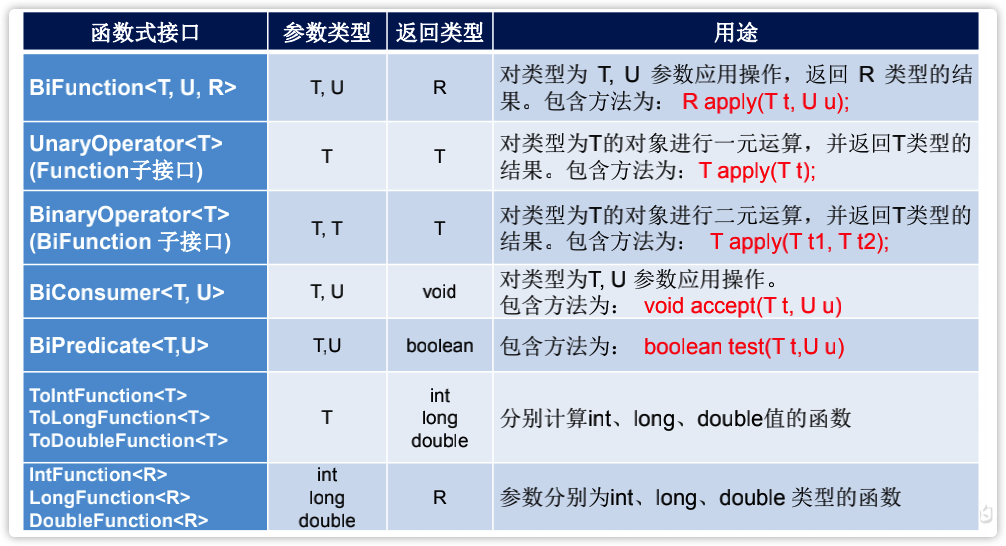 函数式接口 参数类型 返回类型 用途
BiFunction<T, U, R> T, U R 对类型为 T, U 参数应用操作，返回 R 类型的结
果。包含方法为： R apply(T t, U u);
UnaryOperator<T>
(Function子接口) T T 对类型为T的对象进行一元运算，并返回T类型的
结果。包含方法为：T apply(T t);
BinaryOperator<T>
(BiFunction 子接口) T, T T 对类型为T的对象进行二元运算，并返回T类型的
结果。包含方法为： T apply(T t1, T t2);
BiConsumer<T, U> T, U void 对类型为T, U 参数应用操作。
包含方法为： void accept(T t, U u)
BiPredicate<T,U> T,U boolean 包含方法为： boolean test(T t,U u)
ToIntFunction<T>
ToLongFunction<T>
ToDoubleFunction<T>
T
int
long
double
分别计算int、long、double值的函数
IntFunction<R>
LongFunction<R>
DoubleFunction<R>
int
long
double
R
参数分别为int、long、double 类型的函数